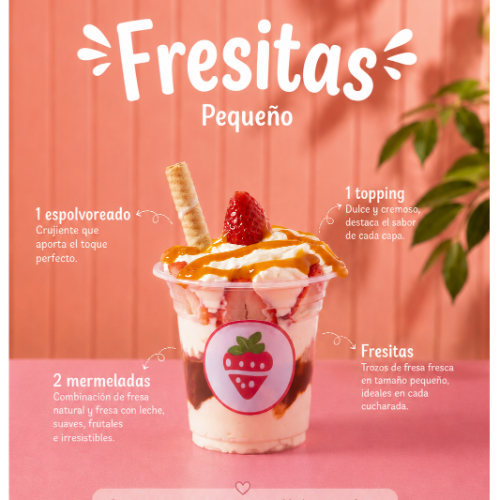 Fresitas
Pequeño
1 topping
Dulce y cremoso,
destaca el sabor
de cada capa.
1 espolvoreado
Crujiente que
aporta el toque
perfecto.
Fresitas
Trozos de fresa fresca
en tamaño pequeño,
ideales en cada
cucharada.
2 mermeladas
Combinación de fresa
natural y fresa con leche,
suaves, frutales
e irresistibles.